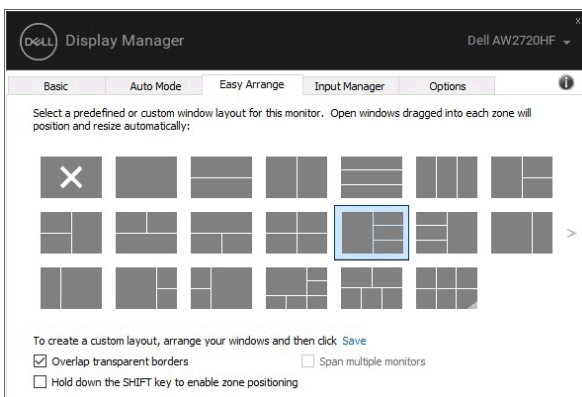 x
DELL Display Manager Dell AW2720HF
Basic Auto Mode Easy Arrange Input Manager Options i
Select a predefined or custom window layout for this monitor. Open windows dragged into each zone will
position and resize automatically:
To create a custom layout, arrange your windows and then click Save
Overlap transparent borders Span multiple monitors
Hold down the SHIFT key to enable zone positioning